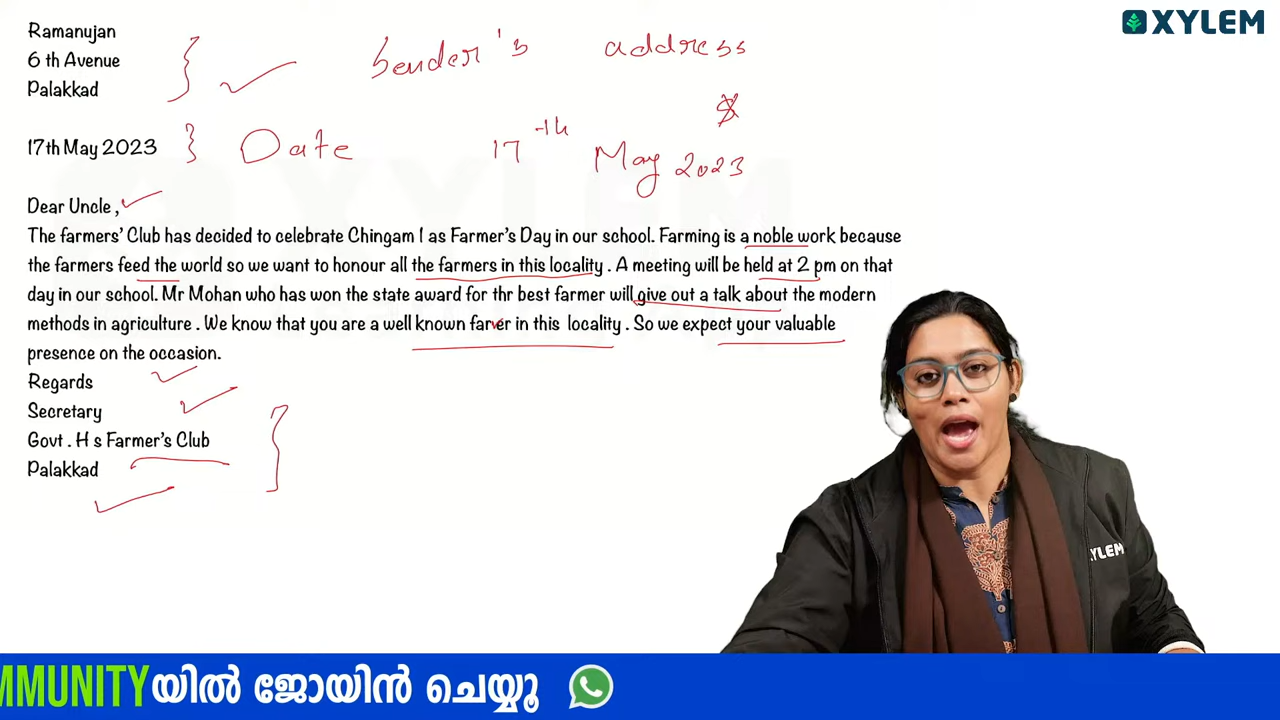 Ramanujan
6 th Avenue
Palakkad
Sender's address
XYLEM
17th May 2023
Date
17th May 2023
Dear Uncle ,
The farmers' Club has decided to celebrate Chingam 1 as Farmer's Day in our school. Farming is a noble work because
the farmers feed the world so we want to honour all the farmers in this locality . A meeting will be held at 2 pm on that
day in our school. Mr Mohan who has won the state award for thr best farmer will give out a talk about the modern
methods in agriculture . We know that you are a well known farver in this locality . So we expect your valuable
presence on the occasion.
Regards
Secretary
Govt . H s Farmer's Club
Palakkad
XYLEM
MMUNITYയിൽ ജോയിൻ ചെയ്യൂ